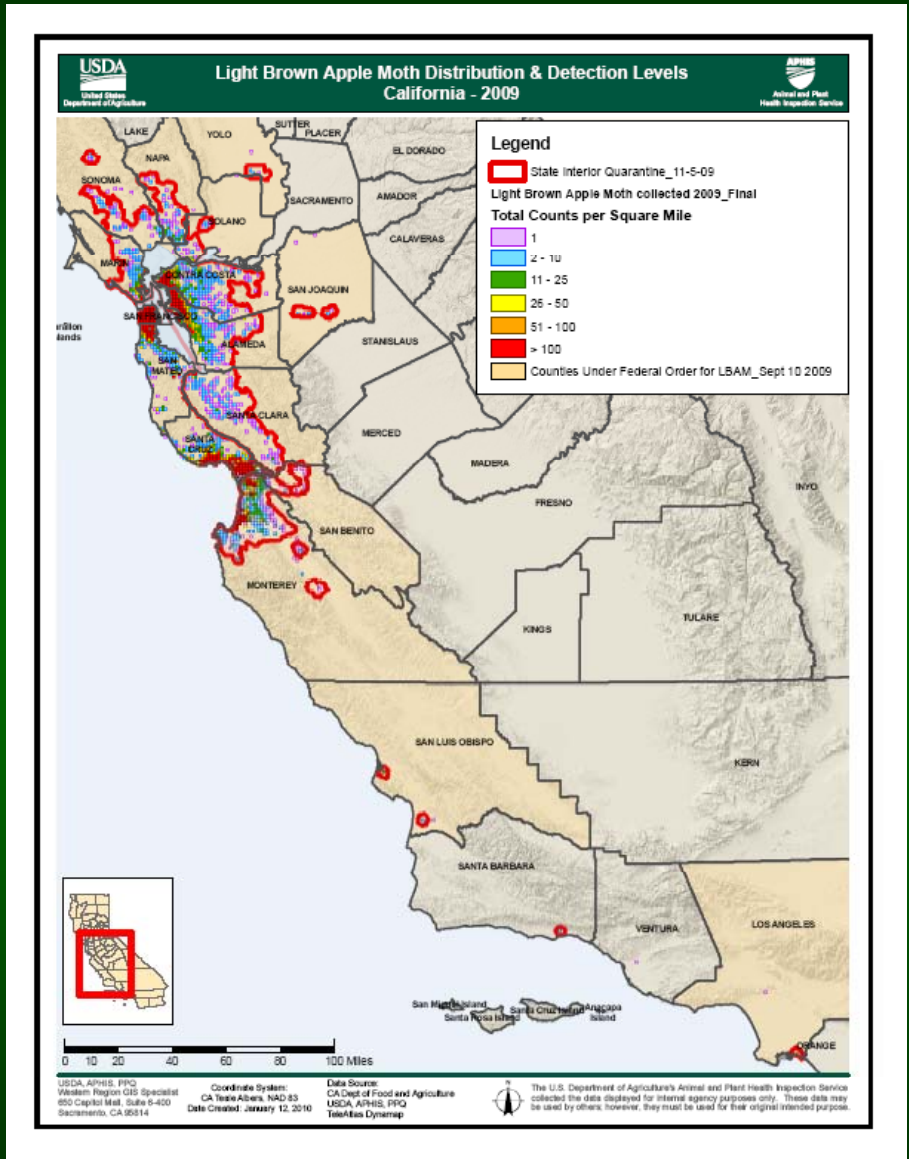 USDA
United States
Department of Agriculture
Light Brown Apple Moth Distribution & Detection Levels
California - 2009
APHIS
Animal and Plant
Health Inspection Service
Legend
State Interior Quarantine_11-5-09
Light Brown Apple Moth collected 2009_Final
Total Counts per Square Mile
1
2 - 10
11 - 25
26 - 50
51 - 100
> 100
Counties Under Federal Order for LBAM_Sept 10 2009
LAKE
YOLO
SUTTER
PLACER
EL DORADO
NAPA
SONOMA
SACRAMENTO
AMADOR
SOLANO
CALAVERAS
MARIN
CONTRA COSTA
SAN JOAQUIN
SAN FRANCISCO
lands
ALAMEDA
STANISLAUS
SAN
MATEO
SANTA CLARA
SANTA
CRUZ
MERCED
MADERA
INYO
FRESNO
SAN BENITO
MONTEREY
KINGS
TULARE
SAN LUIS OBISPO
KERN
SANTA BARBARA
VENTURA
LOS ANGELES
San Miguel Island
Santa Rosa Island
Santa Cruz Island
Anacapa
Island
ORANGE
0 10 20 40 60 80 100 Miles
USDA, APHIS, PPQ
Western Region GIS Specialist
650 Capitol Mall, Suite 6-400
Sacramento, CA 95814
Coordinate System:
CA Teale Albers, NAD 83
Date Created: January 12, 2010
Data Source:
CA Dept of Food and Agriculture
USDA, APHIS, PPQ
TeleAtlas Dynamap
N
The U.S. Department of Agriculture's Animal and Plant Health Inspection Service
collected the data displayed for internal agency purposes only. These data may
be used by others; however, they must be used for their original intended purpose.